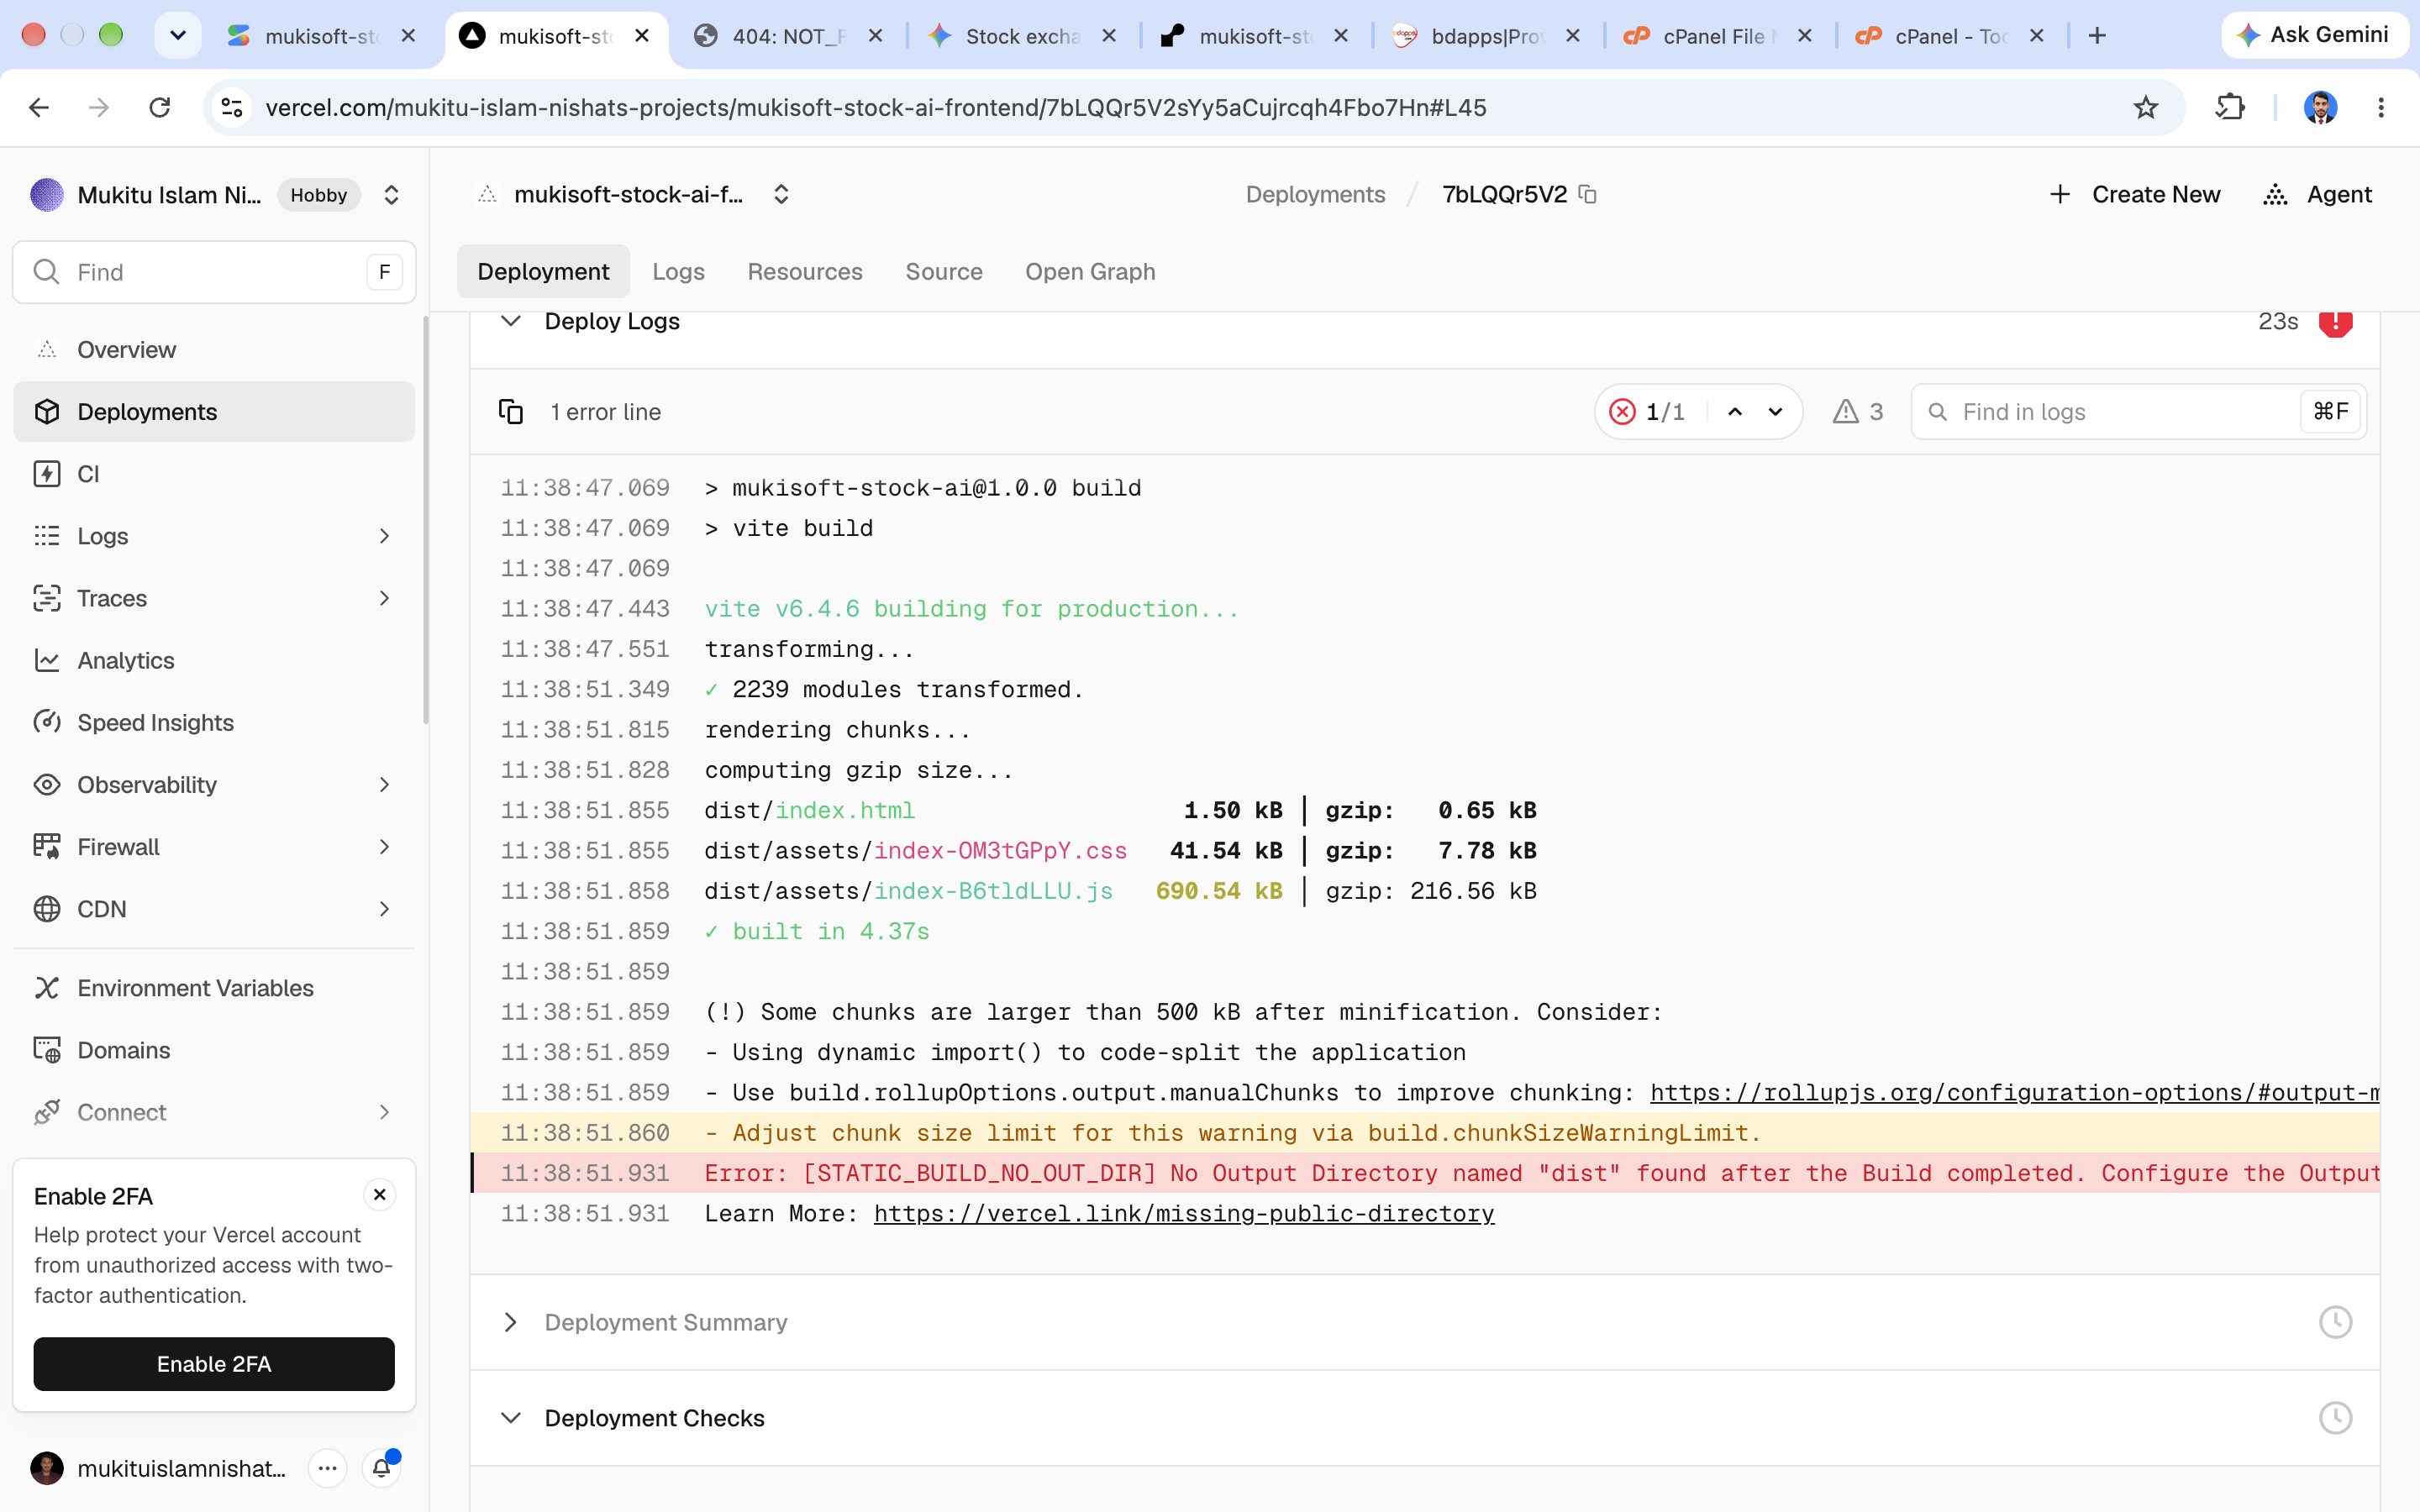 mukisoft-st
mukisoft-st
404: NOT_F
Stock excha
mukisoft-st
bdapps|Pro
cPanel File
cPanel - Too
Ask Gemini
vercel.com/mukitu-islam-nishats-projects/mukisoft-stock-ai-frontend/7bLQQr5V2sYy5aCujrcqh4Fbo7Hn#L45
Mukitu Islam Ni...
Hobby
mukisoft-stock-ai-f...
Deployments / 7bLQQr5V2
Create New
Agent
Find
F
Deployment
Logs
Resources
Source
Open Graph
Overview
Deployments
CI
Logs
Traces
Analytics
Speed Insights
Observability
Firewall
CDN
Environment Variables
Domains
Connect
Enable 2FA
Help protect your Vercel account
from unauthorized access with two-
factor authentication.
Enable 2FA
mukituislamnishat...
Deploy Logs
23s
1 error line
1/1
3
Find in logs
⌘F
11:38:47.069 > mukisoft-stock-ai@1.0.0 build
11:38:47.069 > vite build
11:38:47.069
11:38:47.443 vite v6.4.6 building for production...
11:38:47.551 transforming...
11:38:51.349 ✓ 2239 modules transformed.
11:38:51.815 rendering chunks...
11:38:51.828 computing gzip size...
11:38:51.855 dist/index.html 1.50 kB │ gzip: 0.65 kB
11:38:51.855 dist/assets/index-OM3tGPpY.css 41.54 kB │ gzip: 7.78 kB
11:38:51.858 dist/assets/index-B6tldLLU.js 690.54 kB │ gzip: 216.56 kB
11:38:51.859 ✓ built in 4.37s
11:38:51.859
11:38:51.859 (!) Some chunks are larger than 500 kB after minification. Consider:
11:38:51.859 - Using dynamic import() to code-split the application
11:38:51.859 - Use build.rollupOptions.output.manualChunks to improve chunking: https://rollupjs.org/configuration-options/#output-m
11:38:51.860 - Adjust chunk size limit for this warning via build.chunkSizeWarningLimit.
11:38:51.931 Error: [STATIC_BUILD_NO_OUT_DIR] No Output Directory named "dist" found after the Build completed. Configure the Output
11:38:51.931 Learn More: https://vercel.link/missing-public-directory
Deployment Summary
Deployment Checks